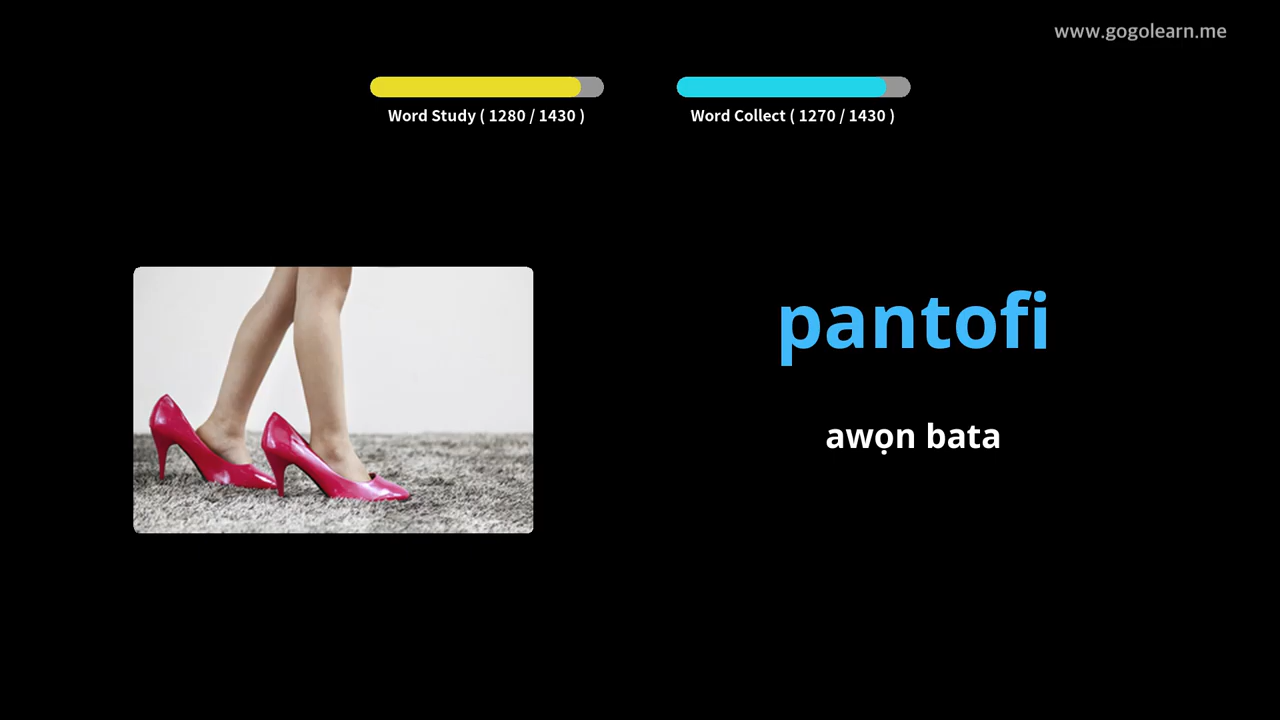 www.gogolearn.me
Word Study ( 1280 / 1430 )
Word Collect ( 1270 / 1430 )
pantofi
awọn bata